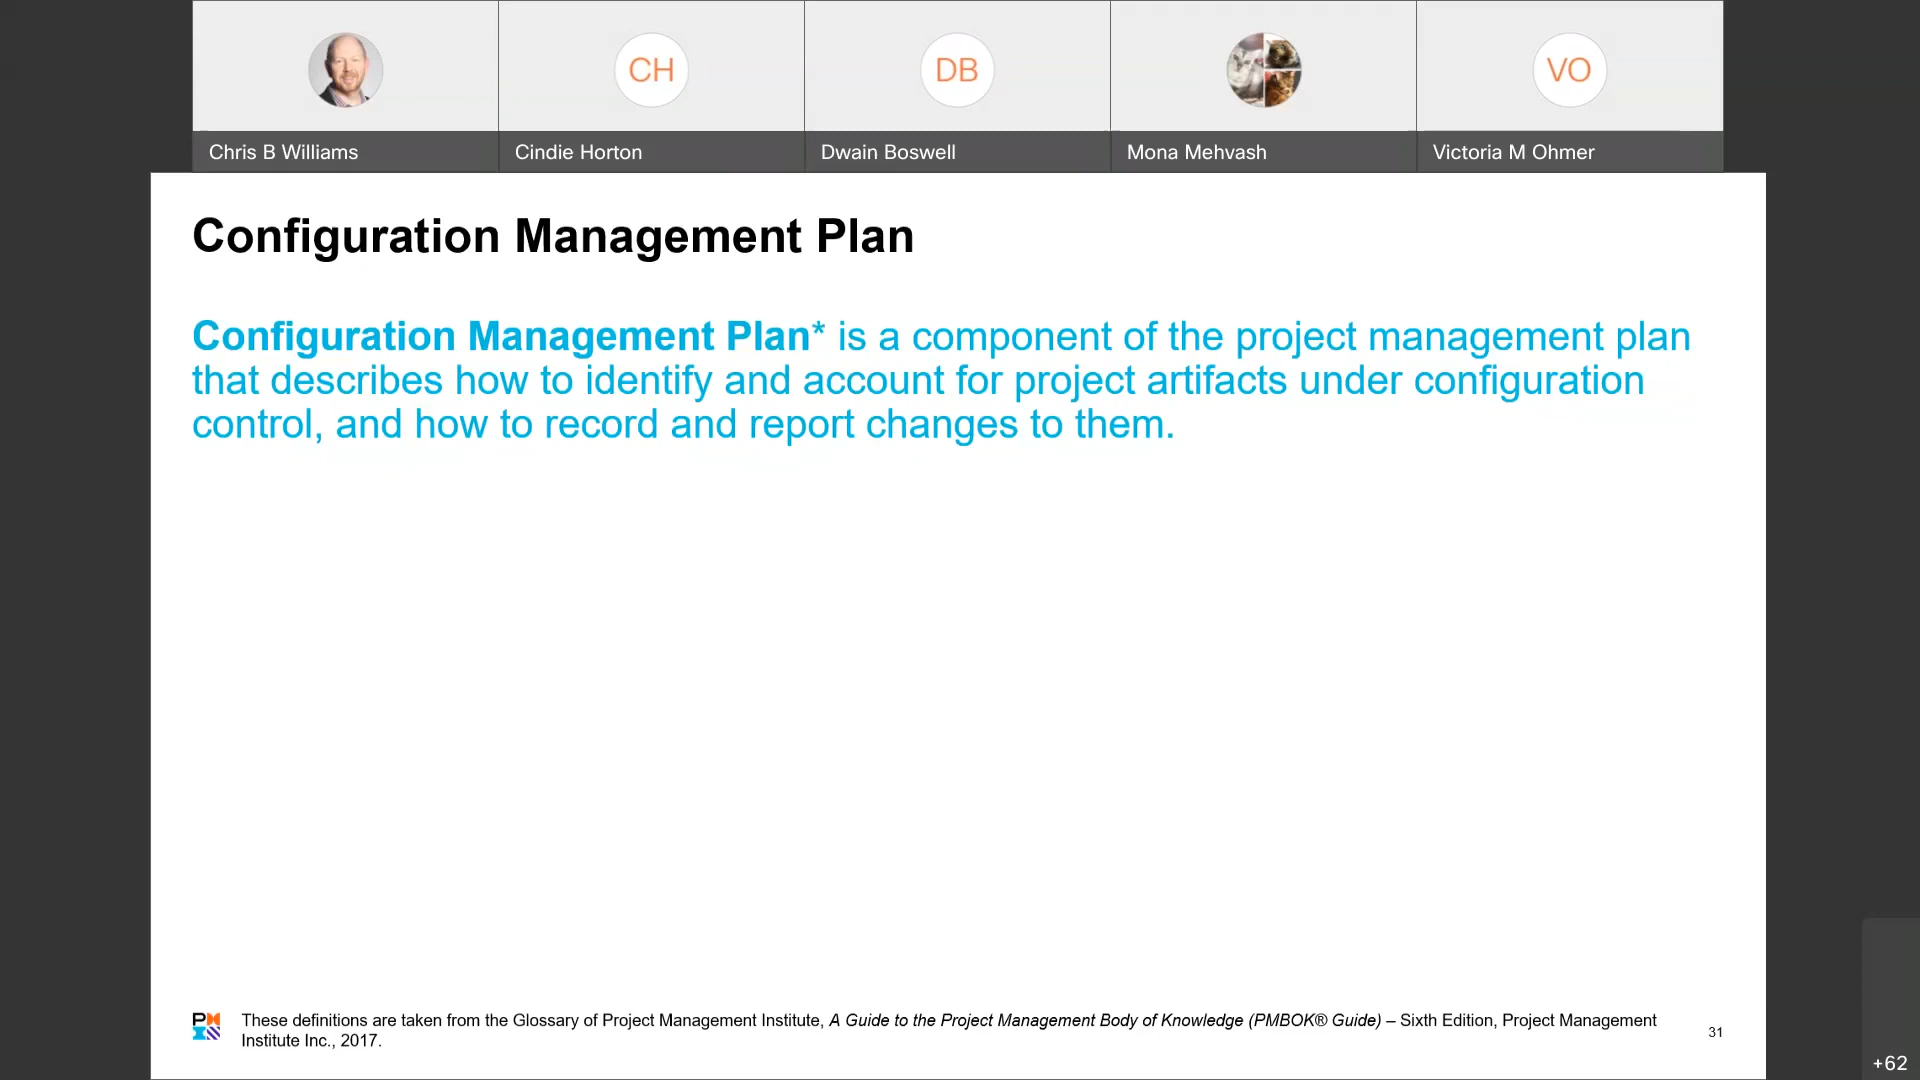 CH
DB
VO
Chris B Williams
Cindie Horton
Dwain Boswell
Mona Mehvash
Victoria M Ohmer
Configuration Management Plan
Configuration Management Plan* is a component of the project management plan
that describes how to identify and account for project artifacts under configuration
control, and how to record and report changes to them.
These definitions are taken from the Glossary of Project Management Institute, A Guide to the Project Management Body of Knowledge (PMBOK® Guide) – Sixth Edition, Project Management
Institute Inc., 2017.
31
+62